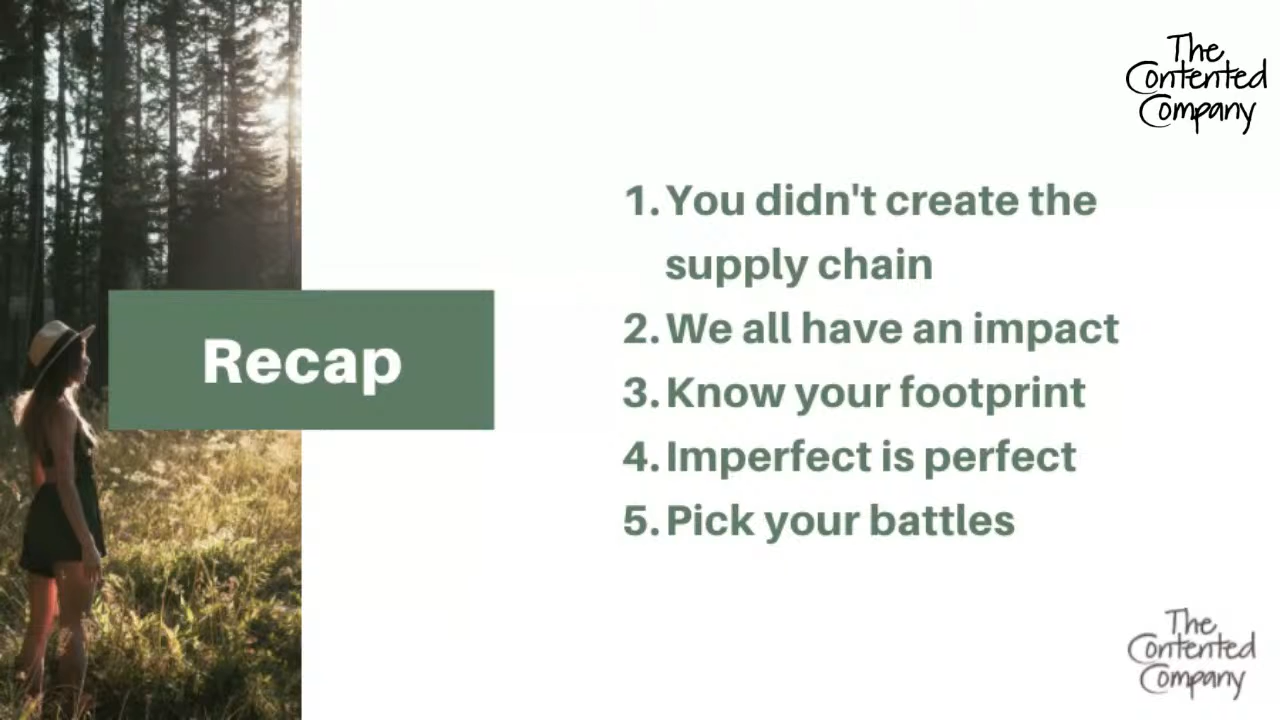 The
Contented
Company
Recap
1. You didn't create the
supply chain
2. We all have an impact
3. Know your footprint
4. Imperfect is perfect
5. Pick your battles
The
Contented
Company